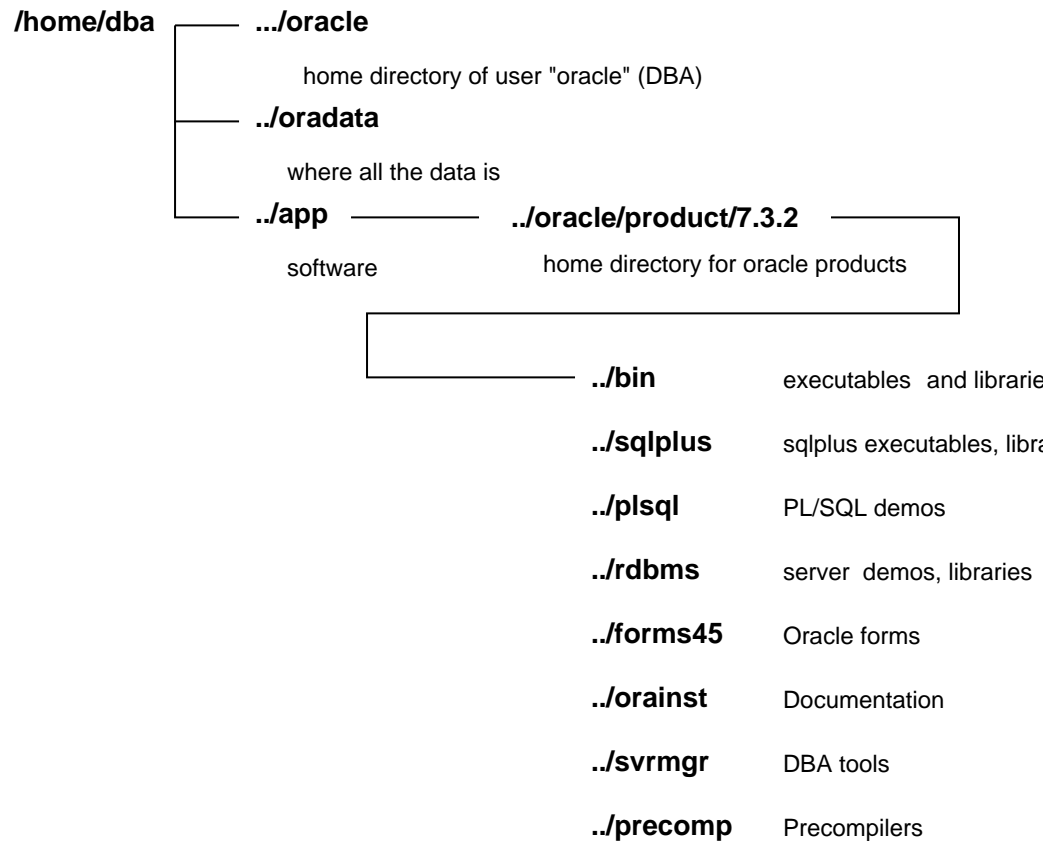 /home/dba .../oracle
home directory of user "oracle" (DBA)
../oradata
where all the data is
../app ../oracle/product/7.3.2
software home directory for oracle products
../bin executables and
../sqlplus sqlplus executables,
../plsql PL/SQL demos
../rdbms server demos, libraries
../forms45 Oracle forms
../orainst Documentation
../svrmgr DBA tools
../precomp Precompilers